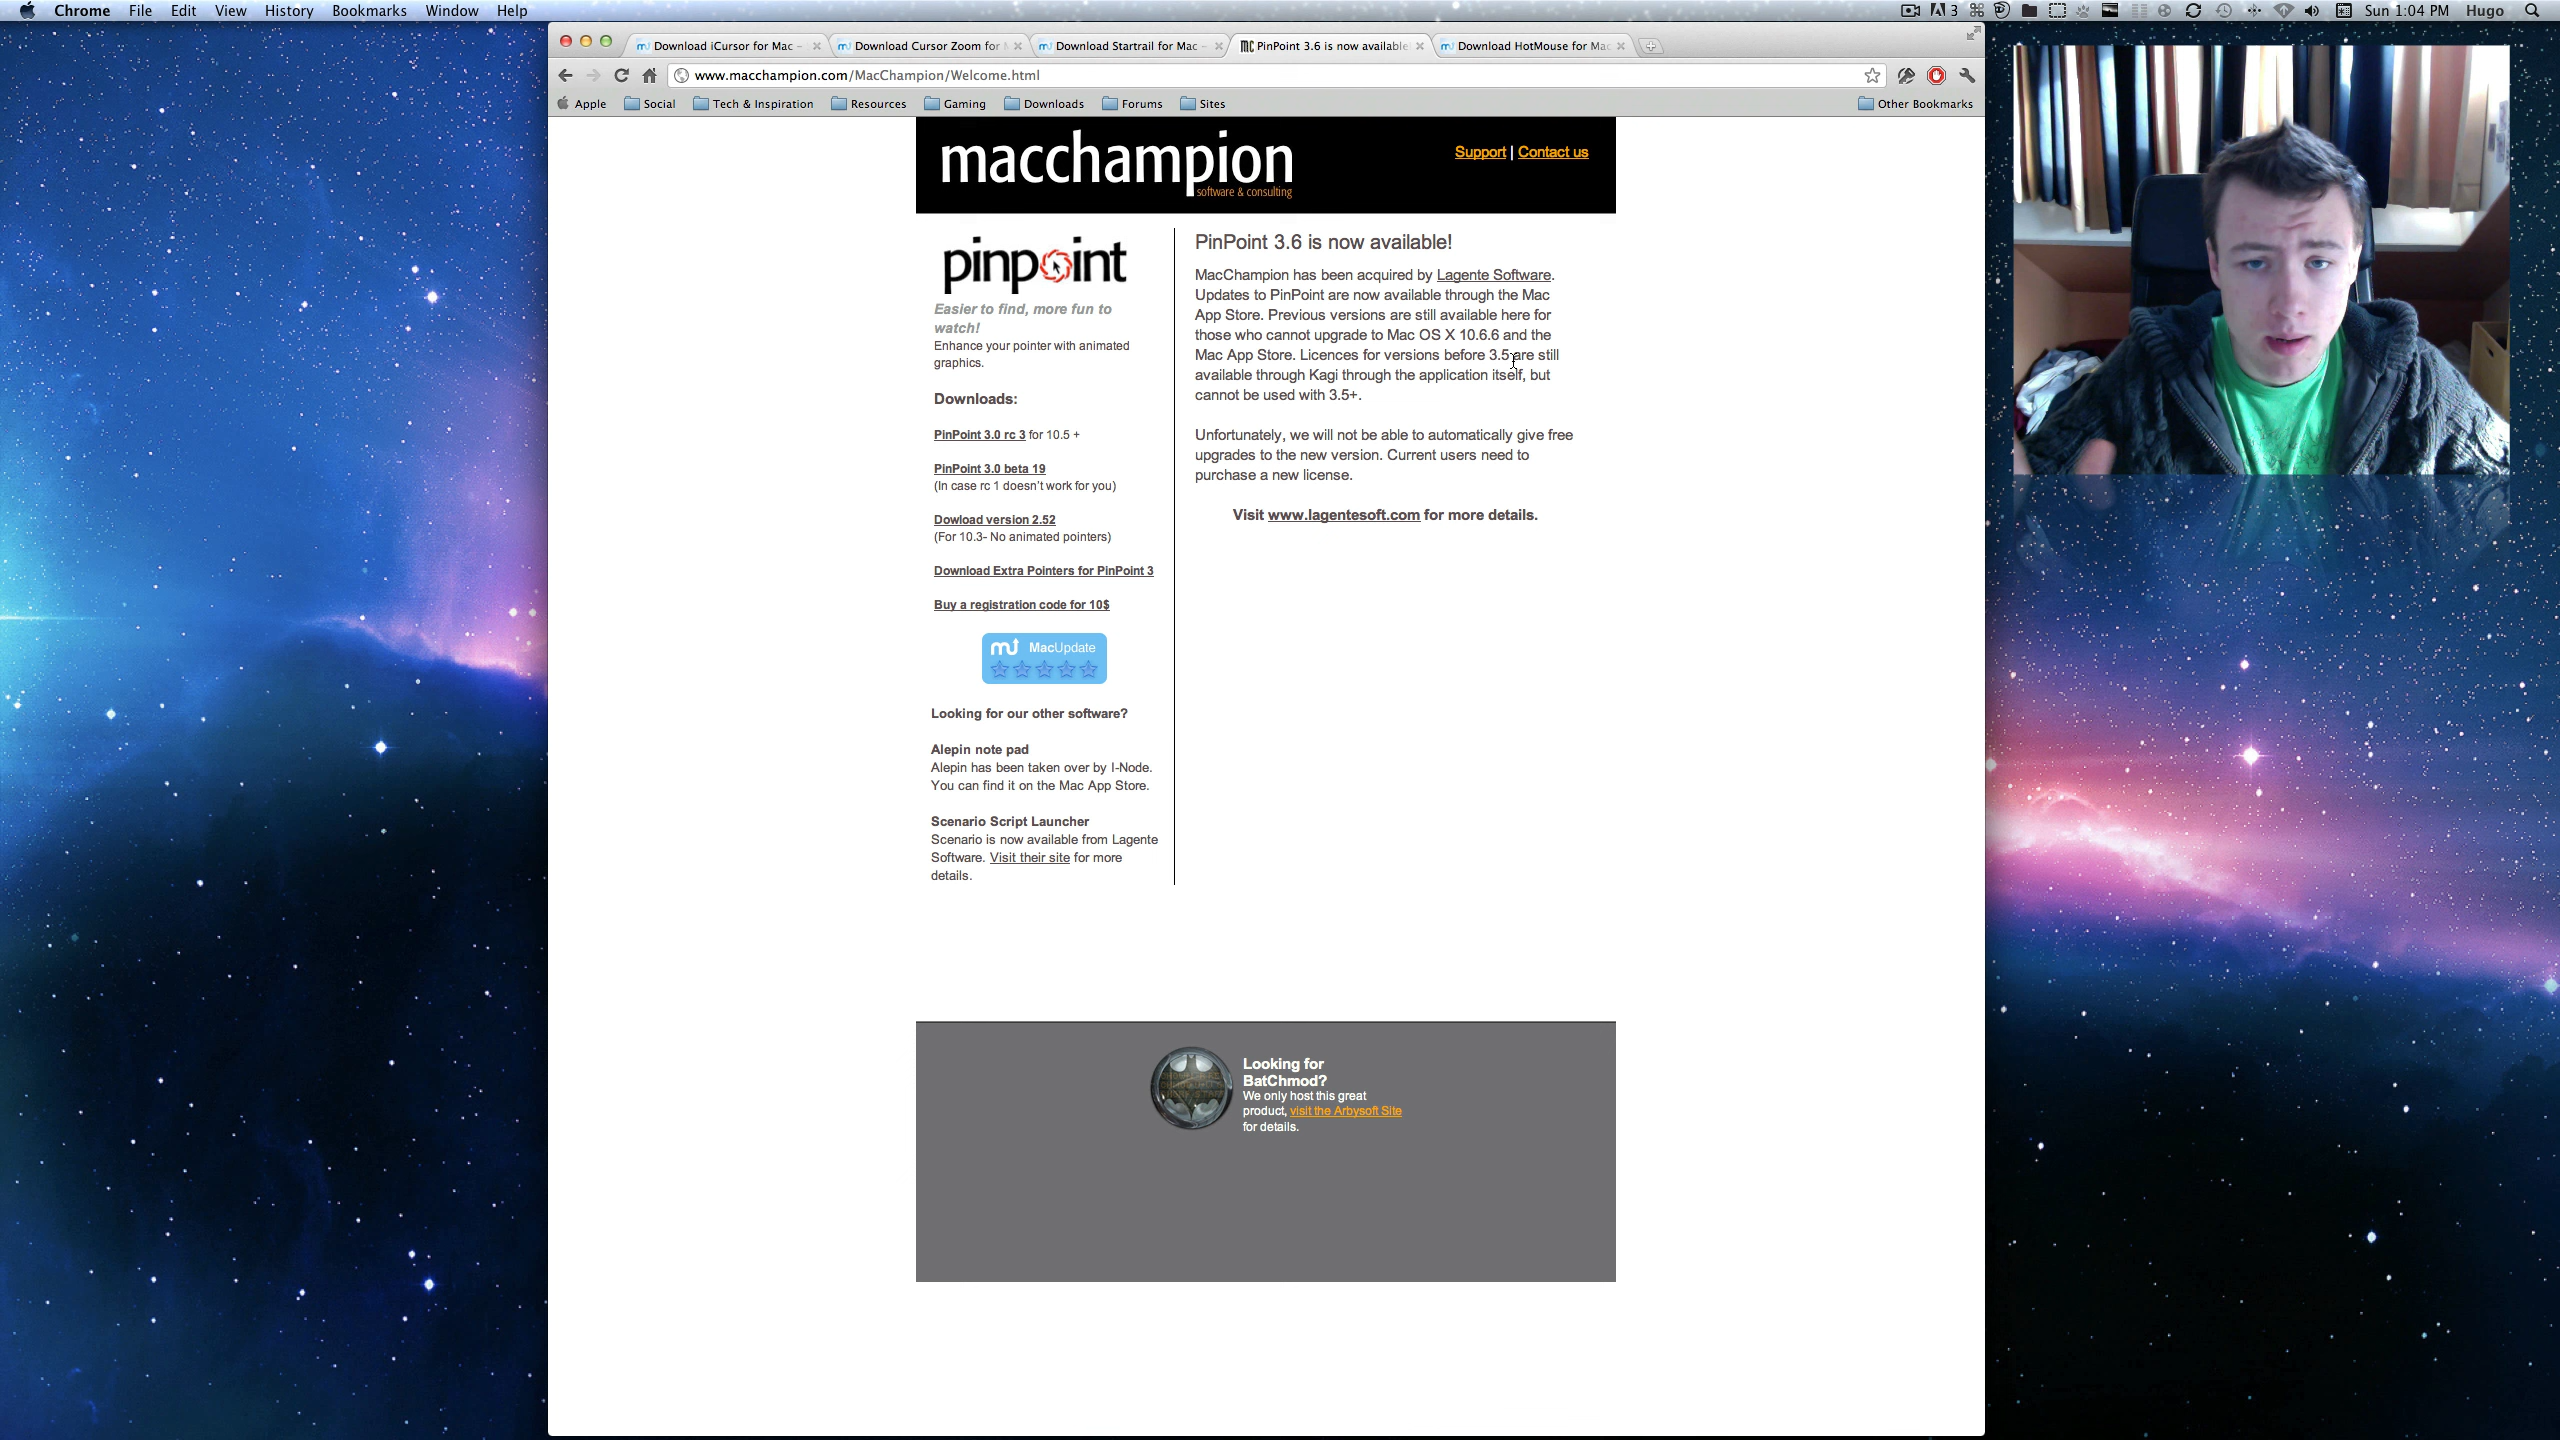 Chrome File Edit View History Bookmarks Window Help
3 Sun 1:04 PM Hugo
Download iCursor for Mac -
Download Cursor Zoom for
Download Startrail for Mac -
MC PinPoint 3.6 is now available
Download HotMouse for Mac
www.macchampion.com/MacChampion/Welcome.html
Apple Social Tech & Inspiration Resources Gaming Downloads Forums Sites Other Bookmarks
macchampion
software & consulting
Support | Contact us
pinpoint
Easier to find, more fun to
watch!
Enhance your pointer with animated
graphics.
Downloads:
PinPoint 3.0 rc 3 for 10.5 +
PinPoint 3.0 beta 19
(In case rc 1 doesn't work for you)
Dowload version 2.52
(For 10.3- No animated pointers)
Download Extra Pointers for PinPoint 3
Buy a registration code for 10$
MacUpdate
Looking for our other software?
Alepin note pad
Alepin has been taken over by I-Node.
You can find it on the Mac App Store.
Scenario Script Launcher
Scenario is now available from Lagente
Software. Visit their site for more
details.
PinPoint 3.6 is now available!
MacChampion has been acquired by Lagente Software.
Updates to PinPoint are now available through the Mac
App Store. Previous versions are still available here for
those who cannot upgrade to Mac OS X 10.6.6 and the
Mac App Store. Licences for versions before 3.5 are still
available through Kagi through the application itself, but
cannot be used with 3.5+.
Unfortunately, we will not be able to automatically give free
upgrades to the new version. Current users need to
purchase a new license.
Visit www.lagentesoft.com for more details.
Looking for
BatChmod?
We only host this great
product, visit the Arbysoft Site
for details.